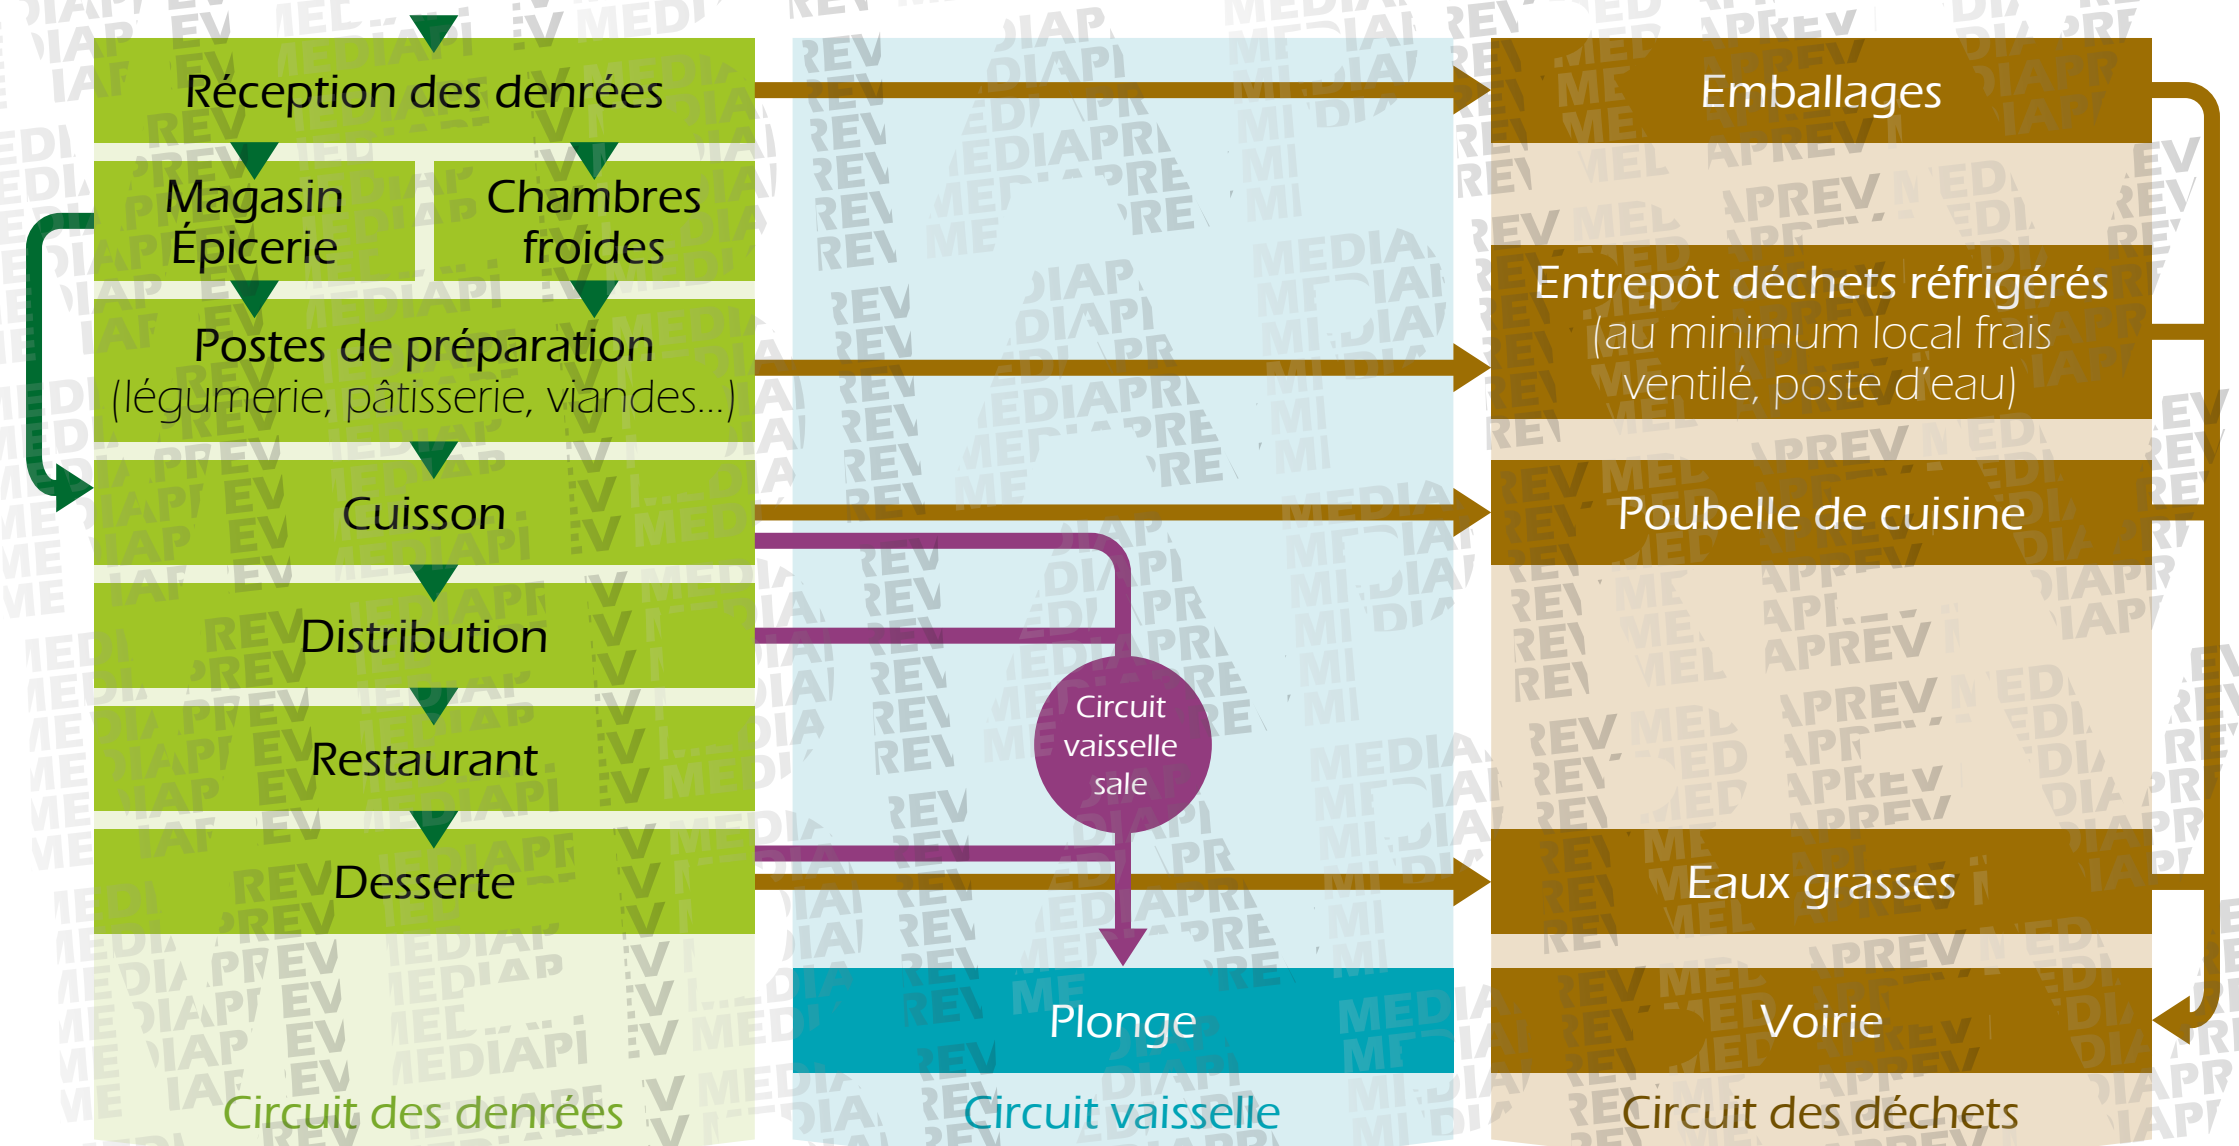 Réception des denrées
Magasin
Épicerie
Chambres
froides
Postes de préparation
(légumerie, pâtisserie, viandes...)
Cuisson
Distribution
Restaurant
Desserte
Circuit des denrées
Circuit
vaisselle
sale
Plonge
Circuit vaisselle
Emballages
Entrepôt déchets réfrigérés
(au minimum local frais
ventilé, poste d'eau)
Poubelle de cuisine
Eaux grasses
Voirie
Circuit des déchets